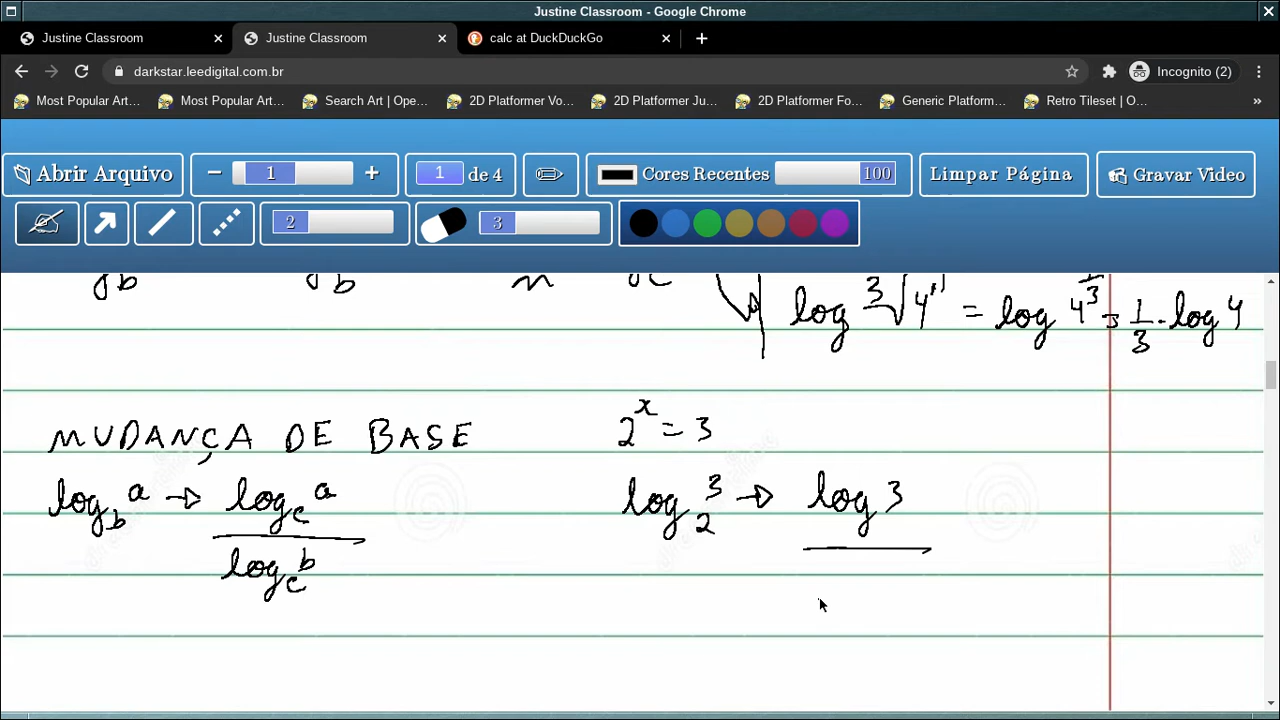 Justine Classroom - Google Chrome
Justine Classroom
Justine Classroom
calc at DuckDuckGo
darkstar.leedigital.com.br
Incognito (2)
Most Popular Art...
Most Popular Art...
Search Art | Ope...
2D Platformer Vo...
2D Platformer Ju...
2D Platformer Fo...
Generic Platform...
Retro Tileset | O...
»
Abrir Arquivo
− 1 +
1 de 4
Cores Recentes 100
Limpar Página
Gravar Video
2
3
log ∛4 = log 4^(1/3) = 1/3 · log 4
MUDANÇA DE BASE
2^x = 3
log_b a → log_c a / log_c b
log_2 3 → log 3